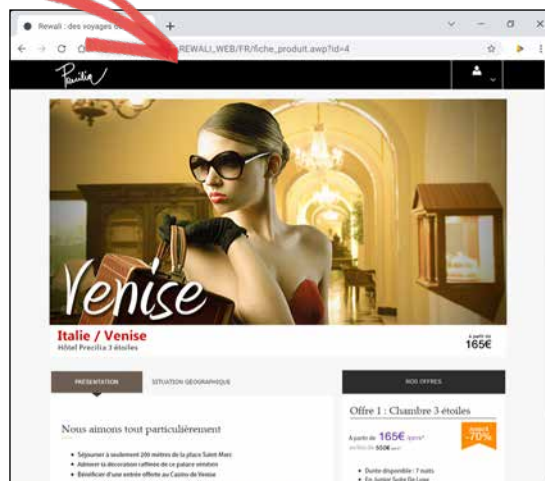 Rewali : des voyages
REWALI_WEB/FR/fiche_produit.awp?id=4
Venise
Italie / Venise
Hôtel Precilia 3 étoiles
A partir de
165€
PRÉSENTATION
SITUATION GÉOGRAPHIQUE
NOS OFFRES
Nous aimons tout particulièrement
Séjourner à seulement 200 mètres de la place Saint Marc
Admirer la décoration raffinée de ce palace vénitien
Bénéficier d'une entrée offerte au Casino de Venise
Offre 1 : Chambre 3 étoiles
A partir de 165€ /pers*
au lieu de 550€
-70%
Durée disponible : 7 nuits
En Junior Suite De Luxe